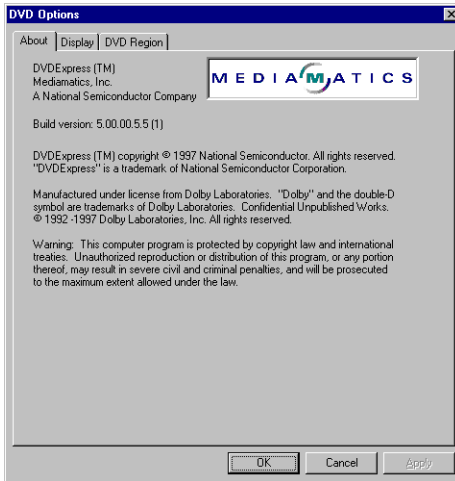 DVD Options
About
Display
DVD Region
DVDExpress (TM)
Mediamatics, Inc.
A National Semiconductor Company
MEDIAMATICS
Build version: 5.00.00.5.5 (1)
DVDExpress (TM) copyright © 1997 National Semiconductor. All rights reserved.
"DVDExpress" is a trademark of National Semiconductor Corporation.
Manufactured under license from Dolby Laboratories. "Dolby" and the double-D
symbol are trademarks of Dolby Laboratories. Confidential Unpublished Works.
© 1992 -1997 Dolby Laboratories, Inc. All rights reserved.
Warning: This computer program is protected by copyright law and international
treaties. Unauthorized reproduction or distribution of this program, or any portion
thereof, may result in severe civil and criminal penalties, and will be prosecuted
to the maximum extent allowed under the law.
OK
Cancel
Apply